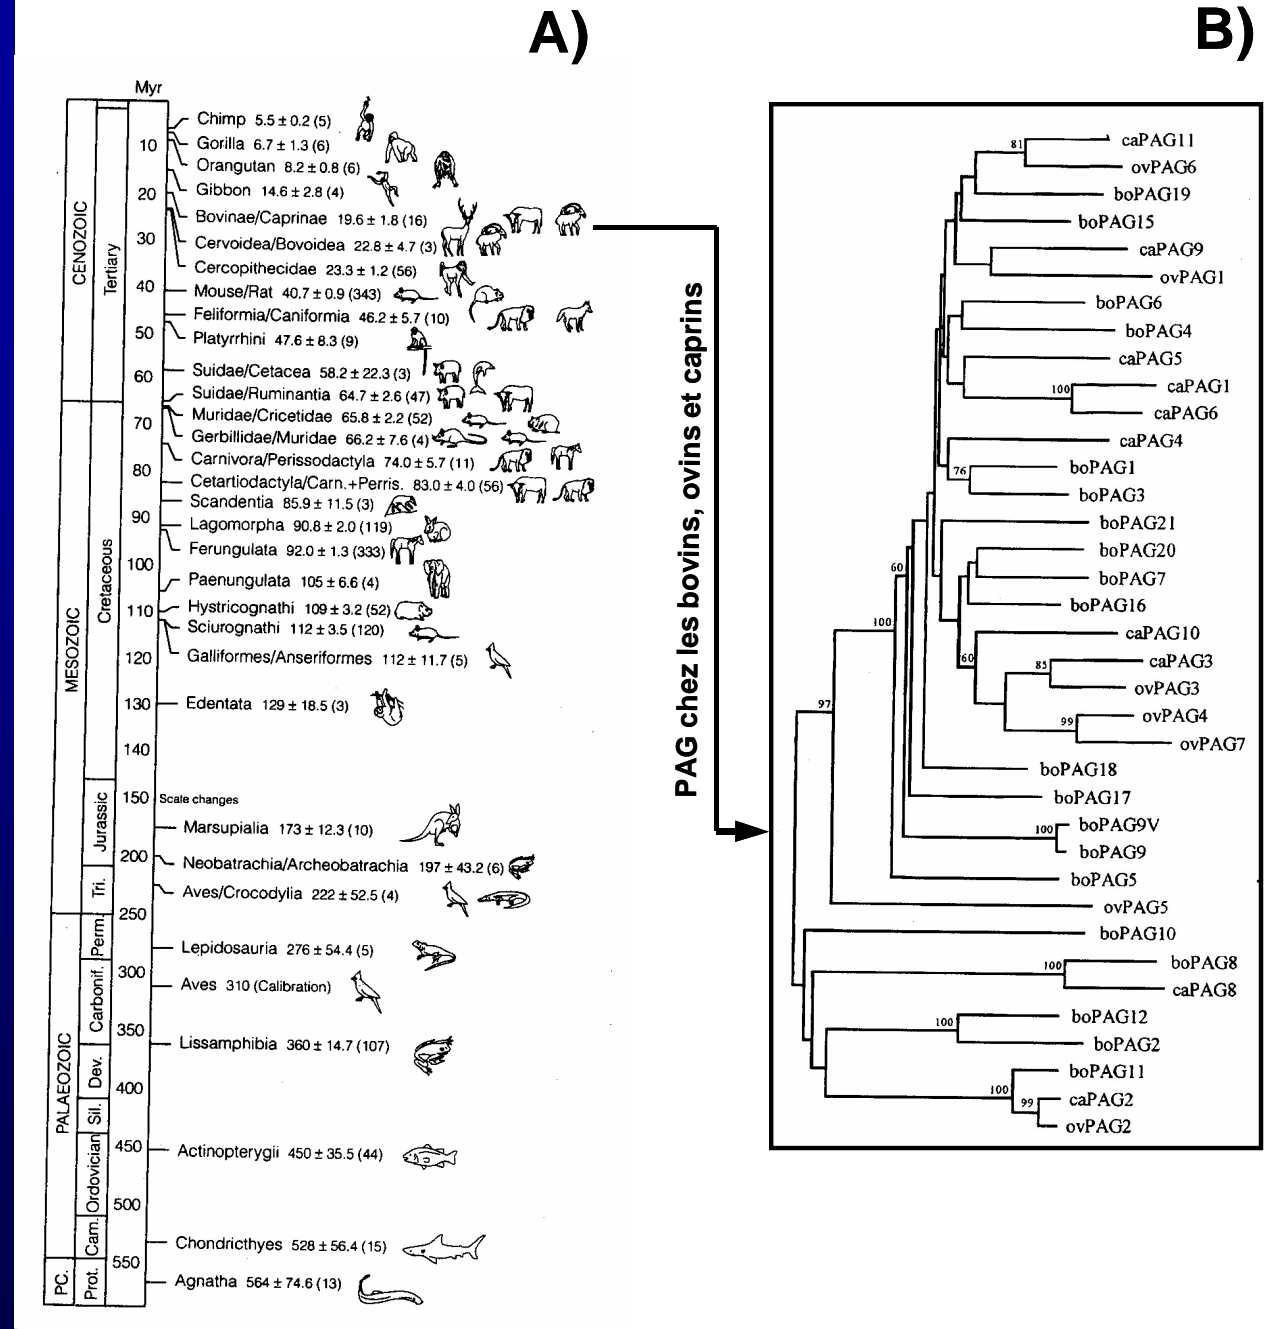 A)
B)
Myr
CENOZOIC
Tertiary
MESOZOIC
Cretaceous
Jurassic
Tri.
PALAEOZOIC
Perm.
Carbonif.
Dev.
Sil.
Ordovician
Cam.
PC.
Prot.
10
20
30
40
50
60
70
80
90
100
110
120
130
140
150 Scale changes
200
250
300
350
400
450
500
550
Chimp 5.5 ± 0.2 (5)
Gorilla 6.7 ± 1.3 (6)
Orangutan 8.2 ± 0.8 (6)
Gibbon 14.6 ± 2.8 (4)
Bovinae/Caprinae 19.6 ± 1.8 (16)
Cervoidea/Bovoidea 22.8 ± 4.7 (3)
Cercopithecidae 23.3 ± 1.2 (56)
Mouse/Rat 40.7 ± 0.9 (343)
Feliformia/Caniformia 46.2 ± 5.7 (10)
Platyrrhini 47.6 ± 8.3 (9)
Suidae/Cetacea 58.2 ± 22.3 (3)
Suidae/Ruminantia 64.7 ± 2.6 (47)
Muridae/Cricetidae 65.8 ± 2.2 (52)
Gerbillidae/Muridae 66.2 ± 7.6 (4)
Carnivora/Perissodactyla 74.0 ± 5.7 (11)
Cetartiodactyla/Carn.+Perris. 83.0 ± 4.0 (56)
Scandentia 85.9 ± 11.5 (3)
Lagomorpha 90.8 ± 2.0 (119)
Ferungulata 92.0 ± 1.3 (333)
Paenungulata 105 ± 6.6 (4)
Hystricognathi 109 ± 3.2 (52)
Sciurognathi 112 ± 3.5 (120)
Galliformes/Anseriformes 112 ± 11.7 (5)
Edentata 129 ± 18.5 (3)
Marsupialia 173 ± 12.3 (10)
Neobatrachia/Archeobatrachia 197 ± 43.2 (6)
Aves/Crocodylia 222 ± 52.5 (4)
Lepidosauria 276 ± 54.4 (5)
Aves 310 (Calibration)
Lissamphibia 360 ± 14.7 (107)
Actinopterygii 450 ± 35.5 (44)
Chondricthyes 528 ± 56.4 (15)
Agnatha 564 ± 74.6 (13)
PAG chez les bovins, ovins et caprins
81
caPAG11
ovPAG6
boPAG19
boPAG15
caPAG9
ovPAG1
boPAG6
boPAG4
caPAG5
100
caPAG1
caPAG6
caPAG4
76
boPAG1
boPAG3
boPAG21
boPAG20
60
boPAG7
boPAG16
100
caPAG10
60
85
caPAG3
ovPAG3
97
99
ovPAG4
ovPAG7
boPAG18
boPAG17
100
boPAG9V
boPAG9
boPAG5
ovPAG5
boPAG10
100
boPAG8
caPAG8
100
boPAG12
boPAG2
100
boPAG11
99
caPAG2
ovPAG2